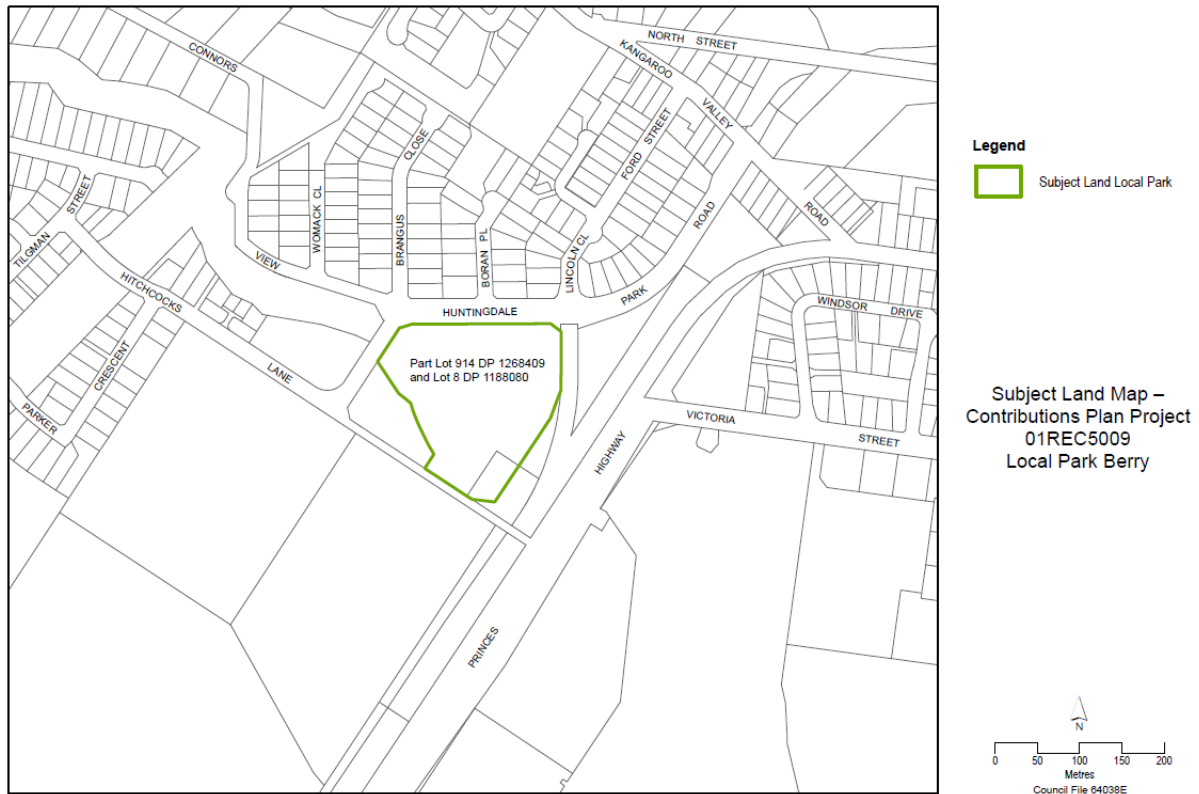 NORTH STREET
CONNORS
KANGAROO
VALLEY
ROAD
CLOSE
FORD STREET
STREET
TILGMAN
WOMACK CL
BRANGUS
BORAN PL
LINCOLN CL
ROAD
PARK
VIEW
HITCHCOCKS
LANE
HUNTINGDALE
WINDSOR DRIVE
Part Lot 914 DP 1268409
and Lot 8 DP 1188080
CRESCENT
PARKER
VICTORIA
STREET
HIGHWAY
PRINCES
Legend
Subject Land Local Park
Subject Land Map –
Contributions Plan Project
01REC5009
Local Park Berry
N
0 50 100 150 200
Metres
Council File 64038E